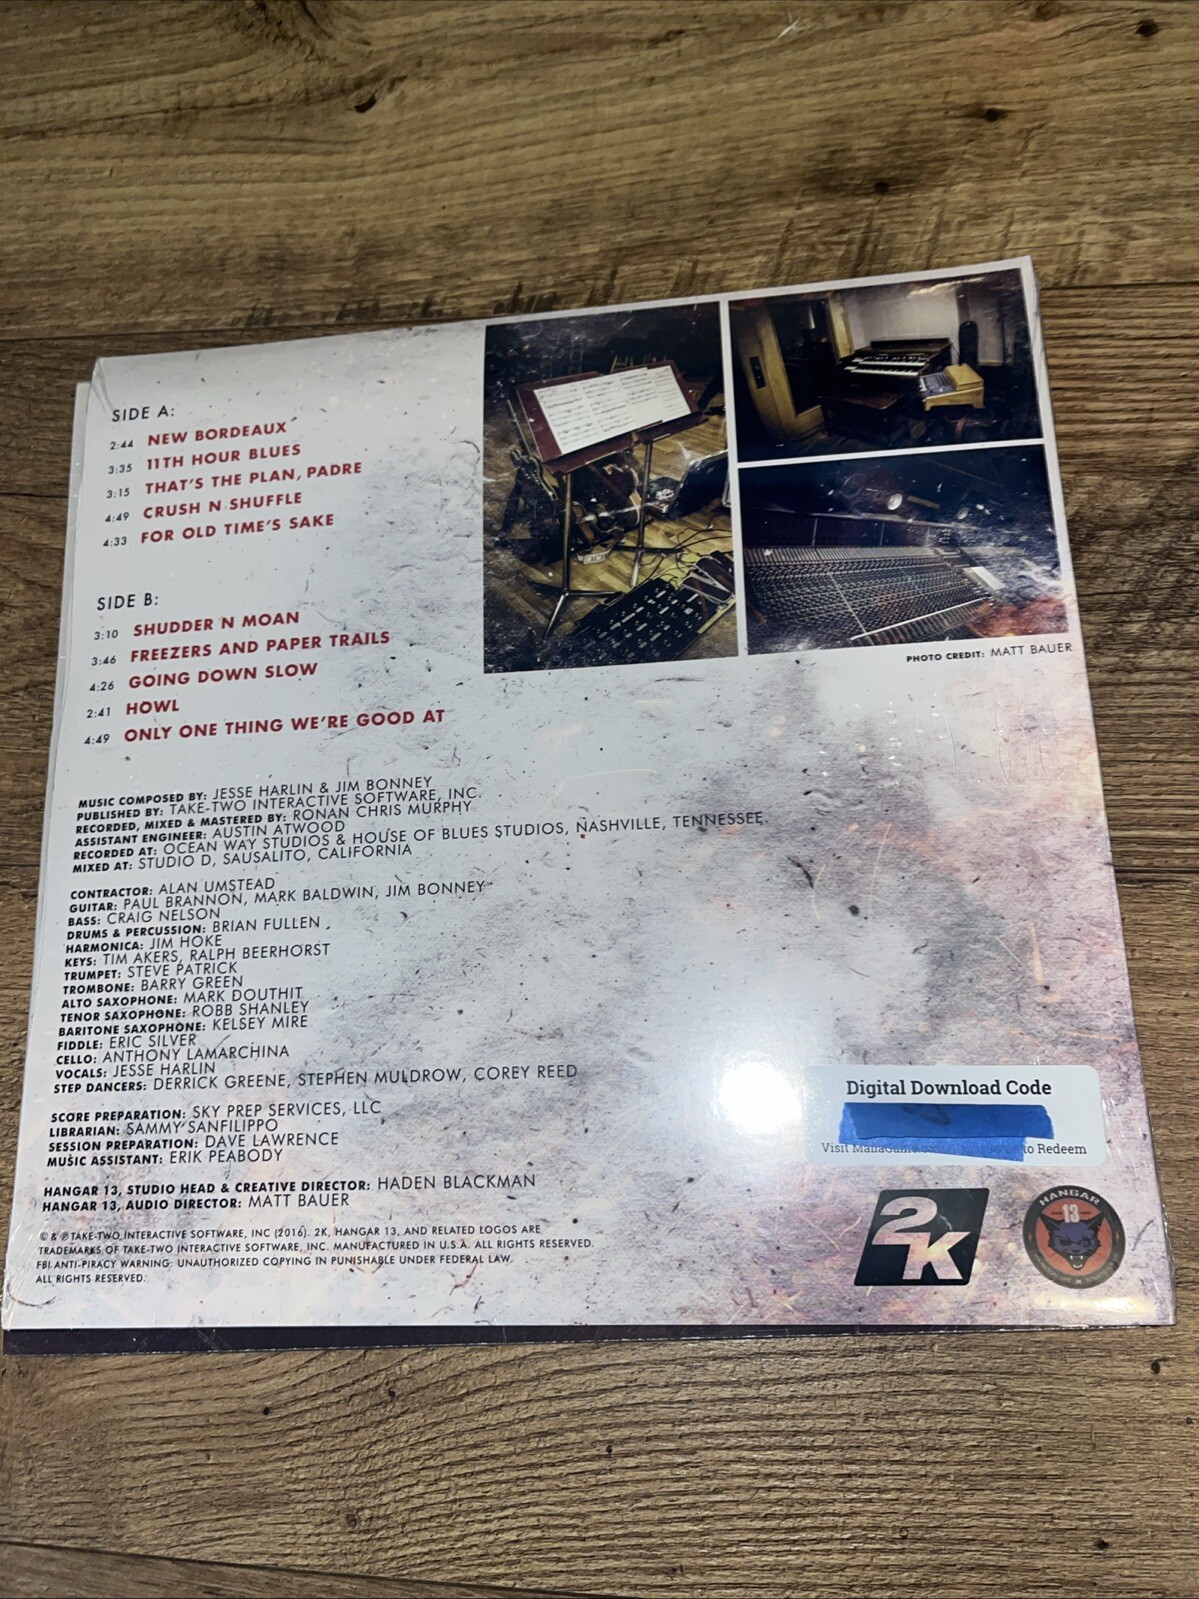 SIDE A:
2:44 NEW BORDEAUX
3:35 11TH HOUR BLUES
3:15 THAT'S THE PLAN, PADRE
4:49 CRUSH N SHUFFLE
4:33 FOR OLD TIME'S SAKE
SIDE B:
3:10 SHUDDER N MOAN
3:46 FREEZERS AND PAPER TRAILS
4:26 GOING DOWN SLOW
2:41 HOWL
4:49 ONLY ONE THING WE'RE GOOD AT
PHOTO CREDIT: MATT BAUER
MUSIC COMPOSED BY: JESSE HARLIN & JIM BONNEY
PUBLISHED BY: TAKE-TWO INTERACTIVE SOFTWARE, INC.
RECORDED, MIXED & MASTERED BY: RONAN CHRIS MURPHY
ASSISTANT ENGINEER: AUSTIN ATWOOD
RECORDED AT: OCEAN WAY STUDIOS & HOUSE OF BLUES STUDIOS, NASHVILLE, TENNESSEE
MIXED AT: STUDIO D, SAUSALITO, CALIFORNIA
CONTRACTOR: ALAN UMSTEAD
GUITAR: PAUL BRANNON, MARK BALDWIN, JIM BONNEY
BASS: CRAIG NELSON
DRUMS & PERCUSSION: BRIAN FULLEN
HARMONICA: JIM HOKE
KEYS: TIM AKERS, RALPH BEERHORST
TRUMPET: STEVE PATRICK
TROMBONE: BARRY GREEN
ALTO SAXOPHONE: MARK DOUTHIT
TENOR SAXOPHONE: ROBB SHANLEY
BARITONE SAXOPHONE: KELSEY MIRE
FIDDLE: ERIC SILVER
CELLO: ANTHONY LAMARCHINA
VOCALS: JESSE HARLIN
STEP DANCERS: DERRICK GREENE, STEPHEN MULDROW, COREY REED
SCORE PREPARATION: SKY PREP SERVICES, LLC
LIBRARIAN: SAMMY SANFILIPPO
SESSION PREPARATION: DAVE LAWRENCE
MUSIC ASSISTANT: ERIK PEABODY
HANGAR 13, STUDIO HEAD & CREATIVE DIRECTOR: HADEN BLACKMAN
HANGAR 13, AUDIO DIRECTOR: MATT BAUER
© & ℗ TAKE-TWO INTERACTIVE SOFTWARE, INC (2016). 2K, HANGAR 13, AND RELATED LOGOS ARE
TRADEMARKS OF TAKE-TWO INTERACTIVE SOFTWARE, INC. MANUFACTURED IN U.S.A. ALL RIGHTS RESERVED.
FBI ANTI-PIRACY WARNING: UNAUTHORIZED COPYING IN PUNISHABLE UNDER FEDERAL LAW.
ALL RIGHTS RESERVED.
Digital Download Code
Visit to Redeem
2K
HANGAR
13